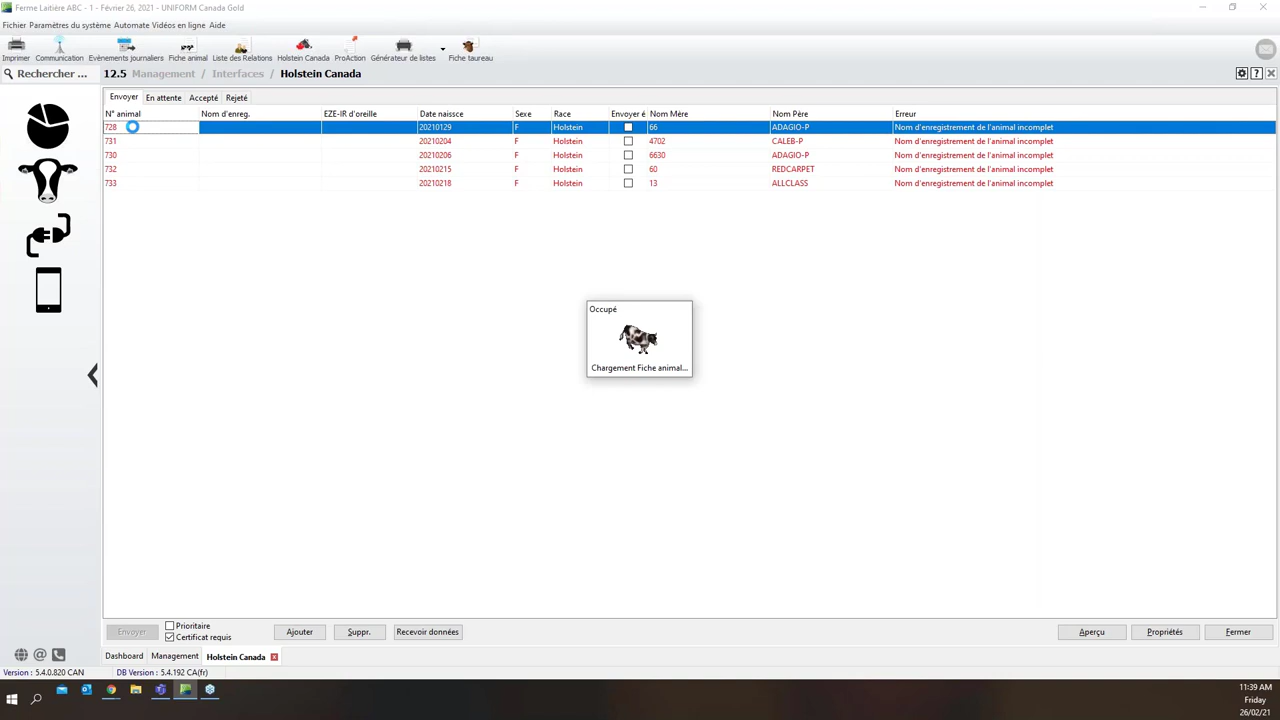 Ferme Laitière ABC - 1 - Février 26, 2021 - UNIFORM Canada Gold
Fichier Paramètres du système Automate Vidéos en ligne Aide
Imprimer Communication Evènements journaliers Fiche animal Liste des Relations Holstein Canada ProAction Générateur de listes Fiche taureau
Rechercher ... 12.5 Management / Interfaces / Holstein Canada
Envoyer En attente Accepté Rejeté
N° animal Nom d'enreg. EZE-IR d'oreille Date naissce Sexe Race Envoyer é Nom Mère Nom Père Erreur
728 20210129 F Holstein 66 ADAGIO-P Nom d'enregistrement de l'animal incomplet
731 20210204 F Holstein 4702 CALEB-P Nom d'enregistrement de l'animal incomplet
730 20210206 F Holstein 6630 ADAGIO-P Nom d'enregistrement de l'animal incomplet
732 20210215 F Holstein 60 REDCARPET Nom d'enregistrement de l'animal incomplet
733 20210218 F Holstein 13 ALLCLASS Nom d'enregistrement de l'animal incomplet
Occupé
Chargement Fiche animal...
Prioritaire
Envoyer Certificat requis Ajouter Suppr. Recevoir données Aperçu Propriétés Fermer
Dashboard Management Holstein Canada
Version : 5.4.0.820 CAN DB Version : 5.4.192 CA(fr)
11:39 AM
Friday
26/02/21